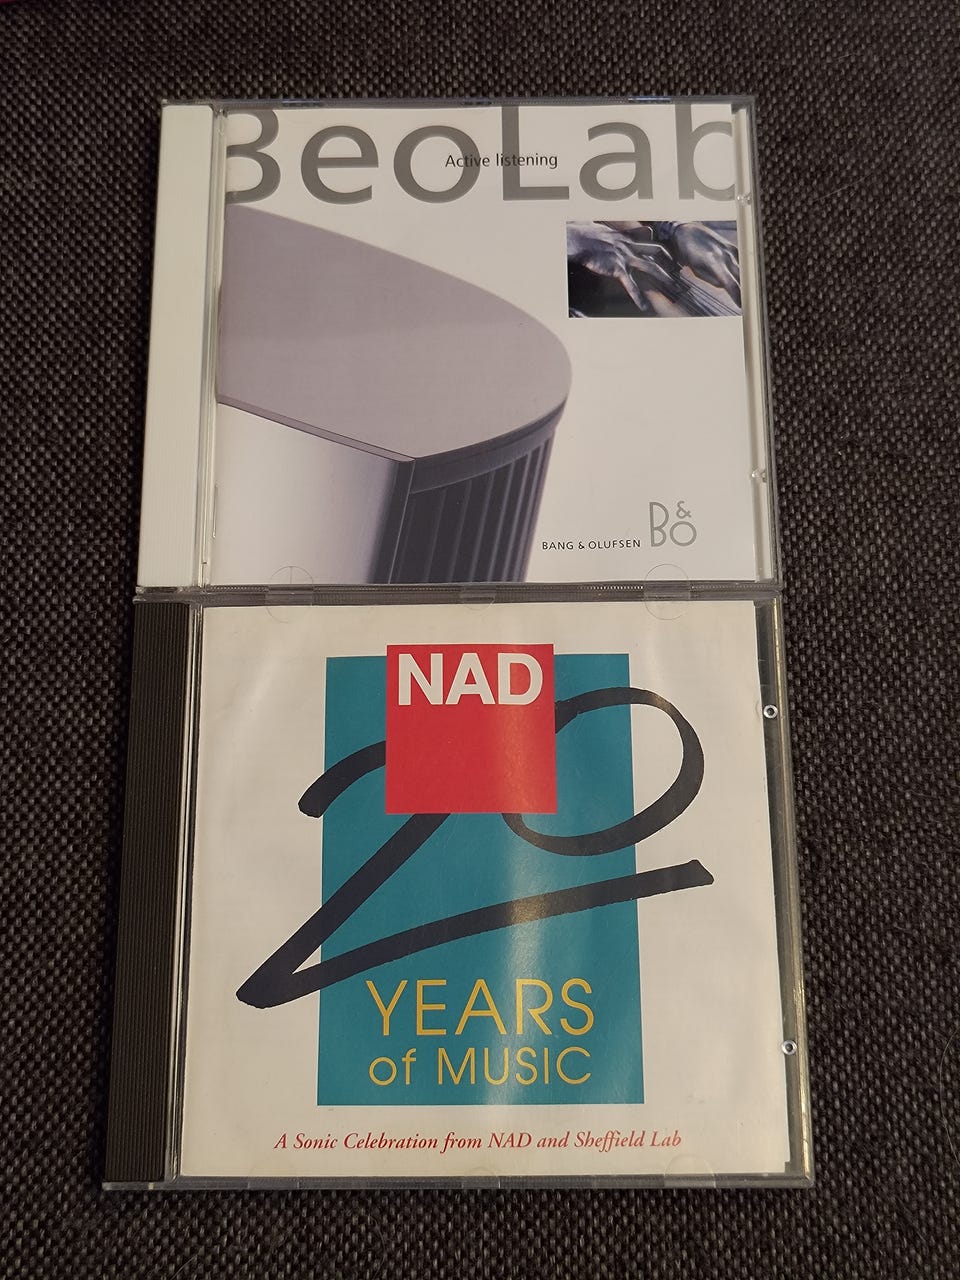 BeoLab
Active listening
BANG & OLUFSEN
B&O
NAD
20
YEARS
of MUSIC
A Sonic Celebration from NAD and Sheffield Lab